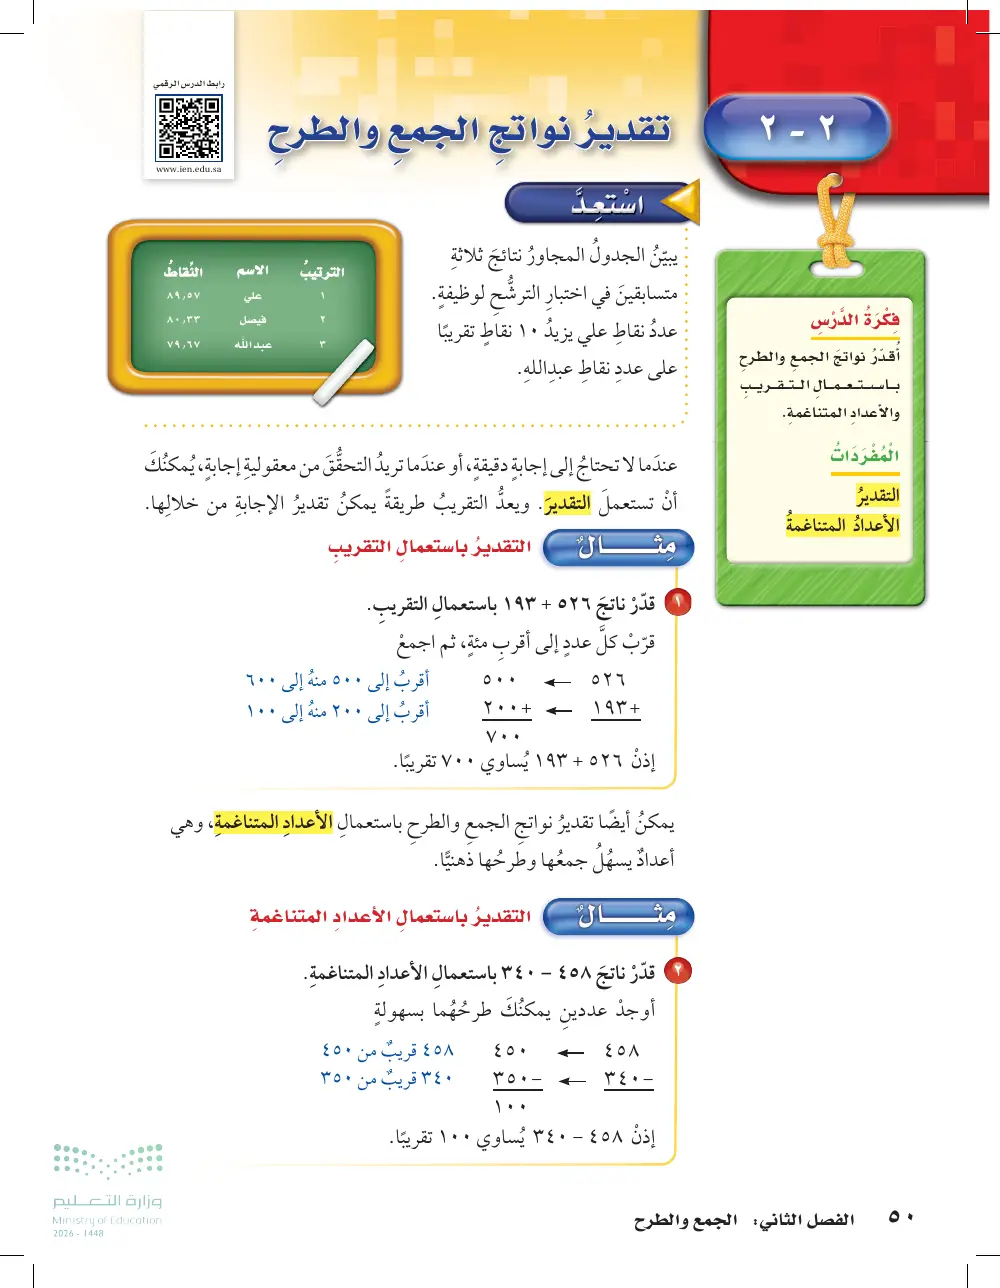 رابط الدرس الرقمي
www.ien.edu.sa
٢ - ٢
تقديرُ نواتجِ الجمعِ والطرحِ
اسْتعِدَّ
يبيّنُ الجدولُ المجاورُ نتائجَ ثلاثةِ
متسابقينَ في اختبارِ الترشُّحِ لوظيفةٍ.
عددُ نقاطِ علي يزيدُ ١٠ نقاطٍ تقريبًا
على عددِ نقاطِ عبدِاللهِ.
الترتيبُ الاسم النِّقاطُ
١ علي ٨٩,٥٧
٢ فيصل ٨٠,٣٣
٣ عبدالله ٧٩,٦٧
فِكْرَةُ الدَّرْسِ
أُقدّرُ نواتجَ الجمعِ والطرحِ
باستعمالِ التقريبِ
والأعدادِ المتناغمةِ.
الْمُفْرَدَاتُ
التقديرُ
الأعدادُ المتناغمةُ
عندَما لا تحتاجُ إلى إجابةٍ دقيقةٍ، أو عندَما تريدُ التحقُّقَ من معقوليةِ إجابةٍ، يُمكنُكَ
أنْ تستعملَ التقديرَ. ويعدُّ التقريبُ طريقةً يمكنُ تقديرُ الإجابةِ من خلالِها.
مِثـــــالٌ التقديرُ باستعمالِ التقريبِ
١ قدّرْ ناتجَ ٥٢٦ + ١٩٣ باستعمالِ التقريبِ.
قرّبْ كلَّ عددٍ إلى أقربِ مئةٍ، ثم اجمعْ
٥٢٦ ← ٥٠٠ أقربُ إلى ٥٠٠ منهُ إلى ٦٠٠
+١٩٣ ← +٢٠٠ أقربُ إلى ٢٠٠ منهُ إلى ١٠٠
٧٠٠
إذنْ ٥٢٦ + ١٩٣ يُساوي ٧٠٠ تقريبًا.
يمكنُ أيضًا تقديرُ نواتجِ الجمعِ والطرحِ باستعمالِ الأعدادِ المتناغمةِ، وهي
أعدادٌ يسهُلُ جمعُها وطرحُها ذهنيًّا.
مِثـــــالٌ التقديرُ باستعمالِ الأعدادِ المتناغمةِ
٢ قدّرْ ناتجَ ٤٥٨ - ٣٤٠ باستعمالِ الأعدادِ المتناغمةِ.
أوجدْ عددينِ يمكنُكَ طرحُهُما بسهولةٍ
٤٥٨ ← ٤٥٠ ٤٥٨ قريبٌ من ٤٥٠
-٣٤٠ ← -٣٥٠ ٣٤٠ قريبٌ من ٣٥٠
١٠٠
إذنْ ٤٥٨ - ٣٤٠ يُساوي ١٠٠ تقريبًا.
وزارة التعليم
Ministry of Education
2026 - 1448
٥٠ الفصل الثاني: الجمع والطرح